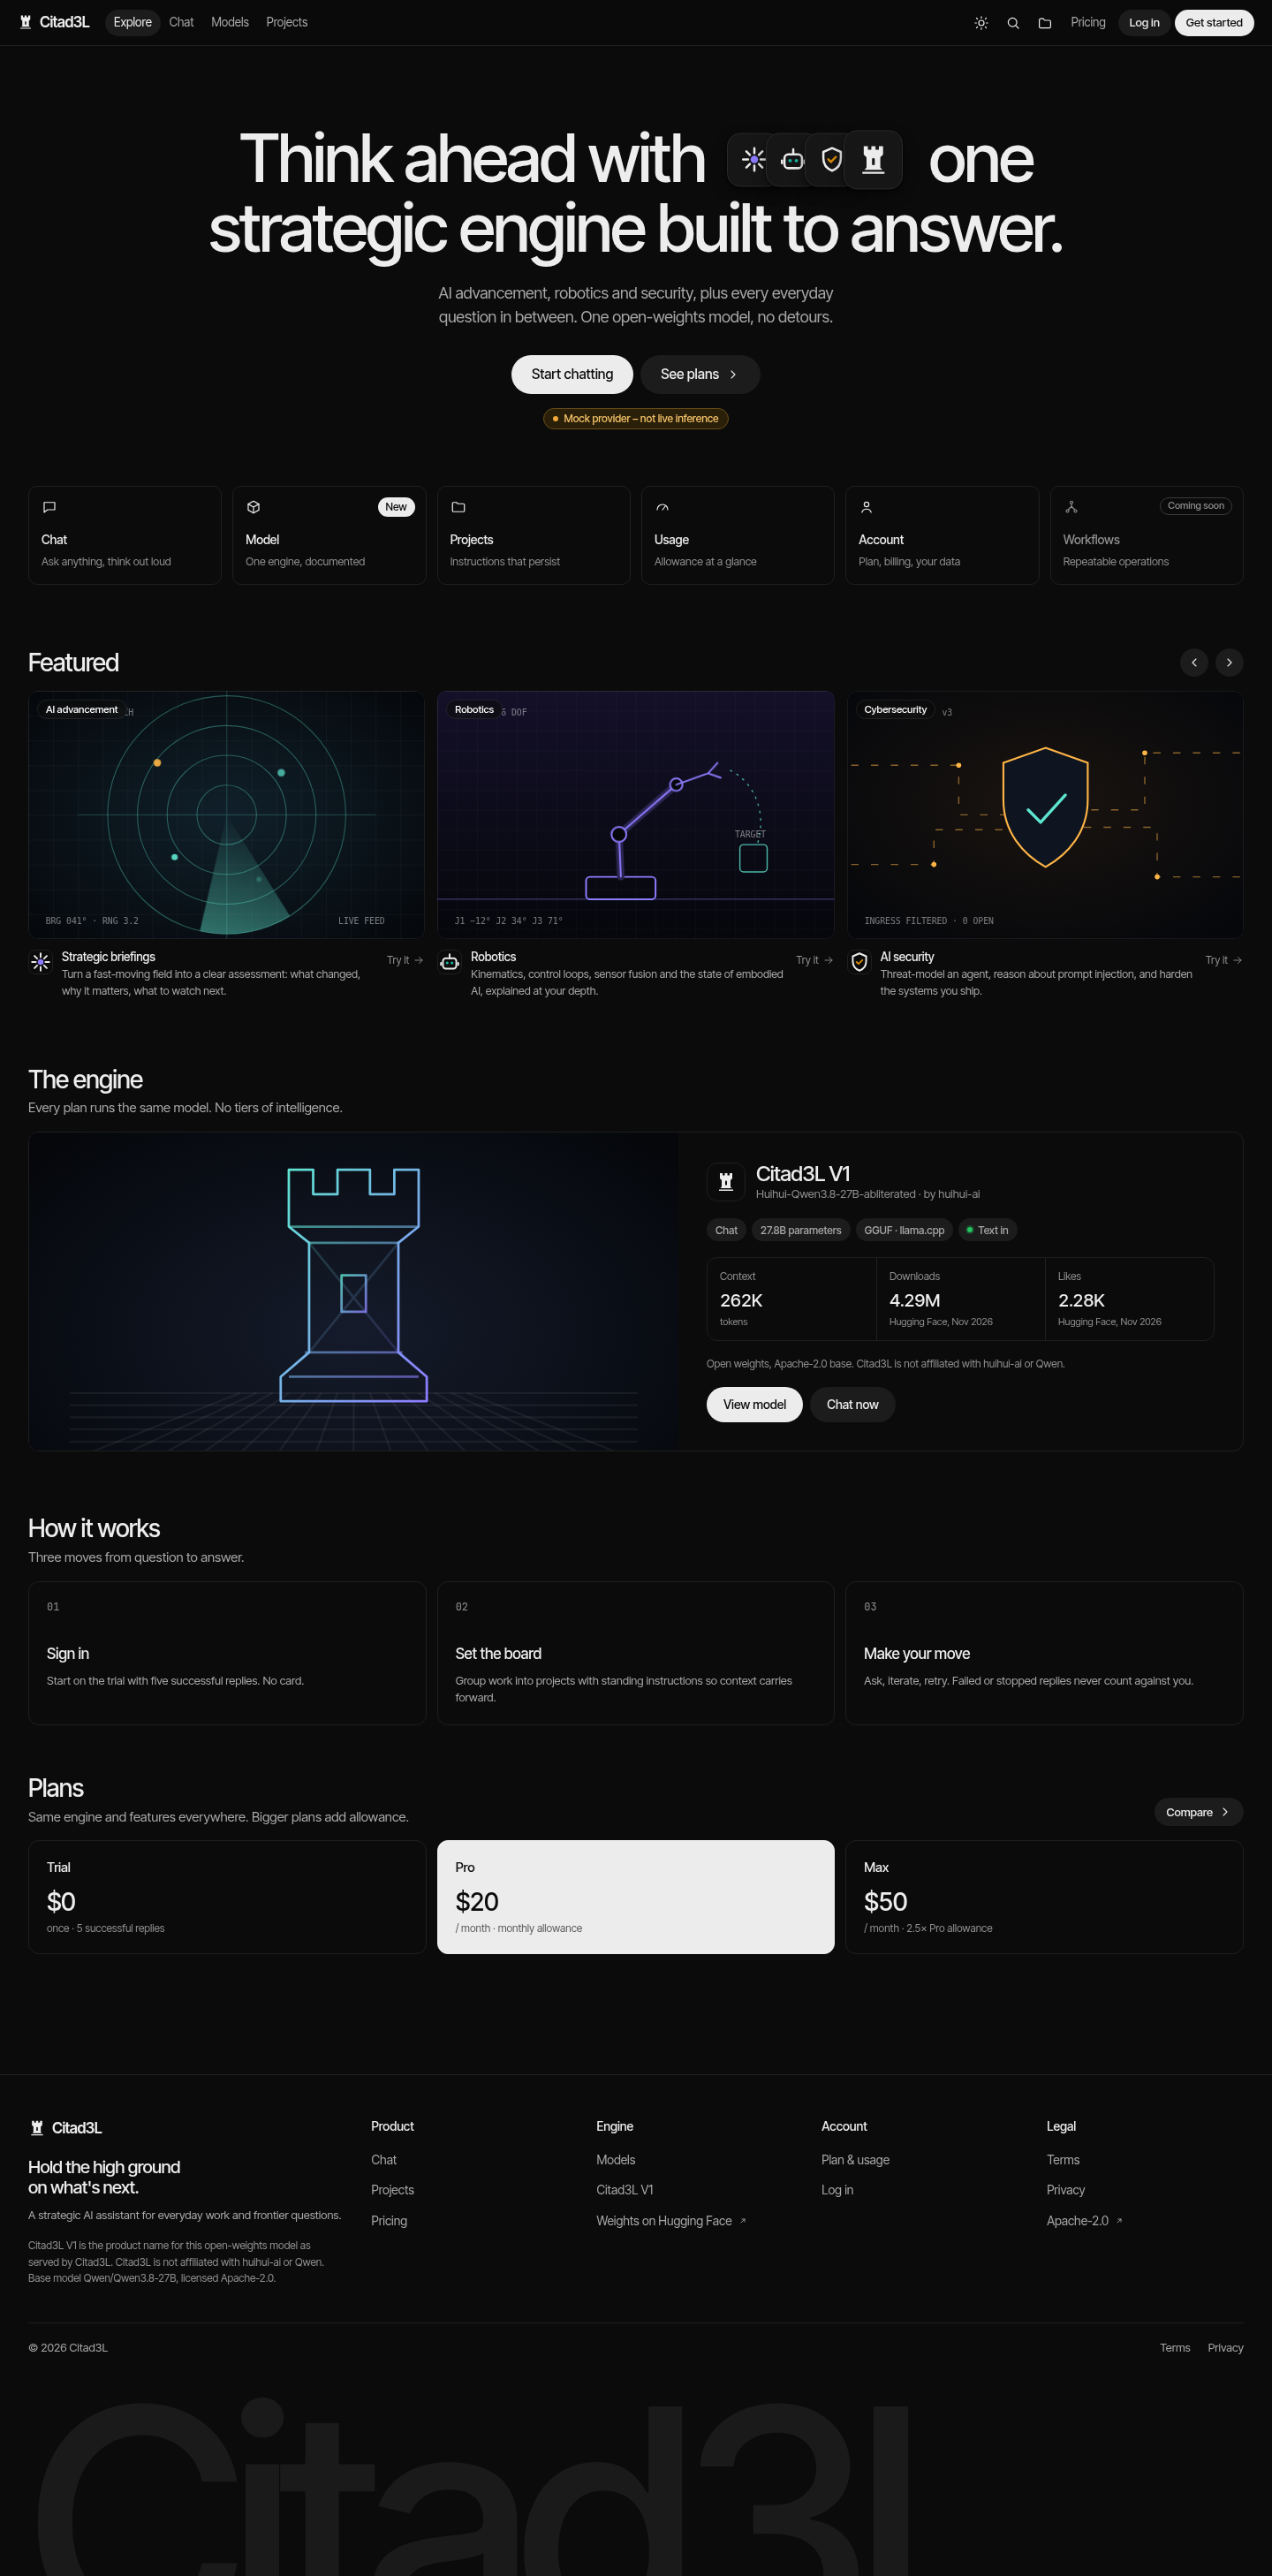 Citad3L
Explore
Chat
Models
Projects
Pricing
Log in
Get started
Think ahead with one
strategic engine built to answer.
AI advancement, robotics and security, plus every everyday
question in between. One open-weights model, no detours.
Start chatting
See plans
Mock provider – not live inference
Chat
Ask anything, think out loud
New
Model
One engine, documented
Projects
Instructions that persist
Usage
Allowance at a glance
Account
Plan, billing, your data
Coming soon
Workflows
Repeatable operations
Featured
AI advancement
BRG 041° · RNG 3.2
LIVE FEED
Strategic briefings
Try it →
Turn a fast-moving field into a clear assessment: what changed,
why it matters, what to watch next.
Robotics
6 DOF
TARGET
J1 −12° J2 34° J3 71°
Robotics
Try it →
Kinematics, control loops, sensor fusion and the state of embodied
AI, explained at your depth.
Cybersecurity
v3
INGRESS FILTERED · 0 OPEN
AI security
Try it →
Threat-model an agent, reason about prompt injection, and harden
the systems you ship.
The engine
Every plan runs the same model. No tiers of intelligence.
Citad3L V1
Huihui-Qwen3.8-27B-abliterated · by huihui-ai
Chat
27.8B parameters
GGUF · llama.cpp
Text in
Context
262K
tokens
Downloads
4.29M
Hugging Face, Nov 2026
Likes
2.28K
Hugging Face, Nov 2026
Open weights, Apache-2.0 base. Citad3L is not affiliated with huihui-ai or Qwen.
View model
Chat now
How it works
Three moves from question to answer.
01
Sign in
Start on the trial with five successful replies. No card.
02
Set the board
Group work into projects with standing instructions so context carries
forward.
03
Make your move
Ask, iterate, retry. Failed or stopped replies never count against you.
Plans
Same engine and features everywhere. Bigger plans add allowance.
Compare
Trial
$0
once · 5 successful replies
Pro
$20
/ month · monthly allowance
Max
$50
/ month · 2.5× Pro allowance
Citad3L
Hold the high ground
on what's next.
A strategic AI assistant for everyday work and frontier questions.
Citad3L V1 is the product name for this open-weights model as
served by Citad3L. Citad3L is not affiliated with huihui-ai or Qwen.
Base model Qwen/Qwen3.8-27B, licensed Apache-2.0.
Product
Chat
Projects
Pricing
Engine
Models
Citad3L V1
Weights on Hugging Face ↗
Account
Plan & usage
Log in
Legal
Terms
Privacy
Apache-2.0 ↗
© 2026 Citad3L
Terms
Privacy
Citad3l